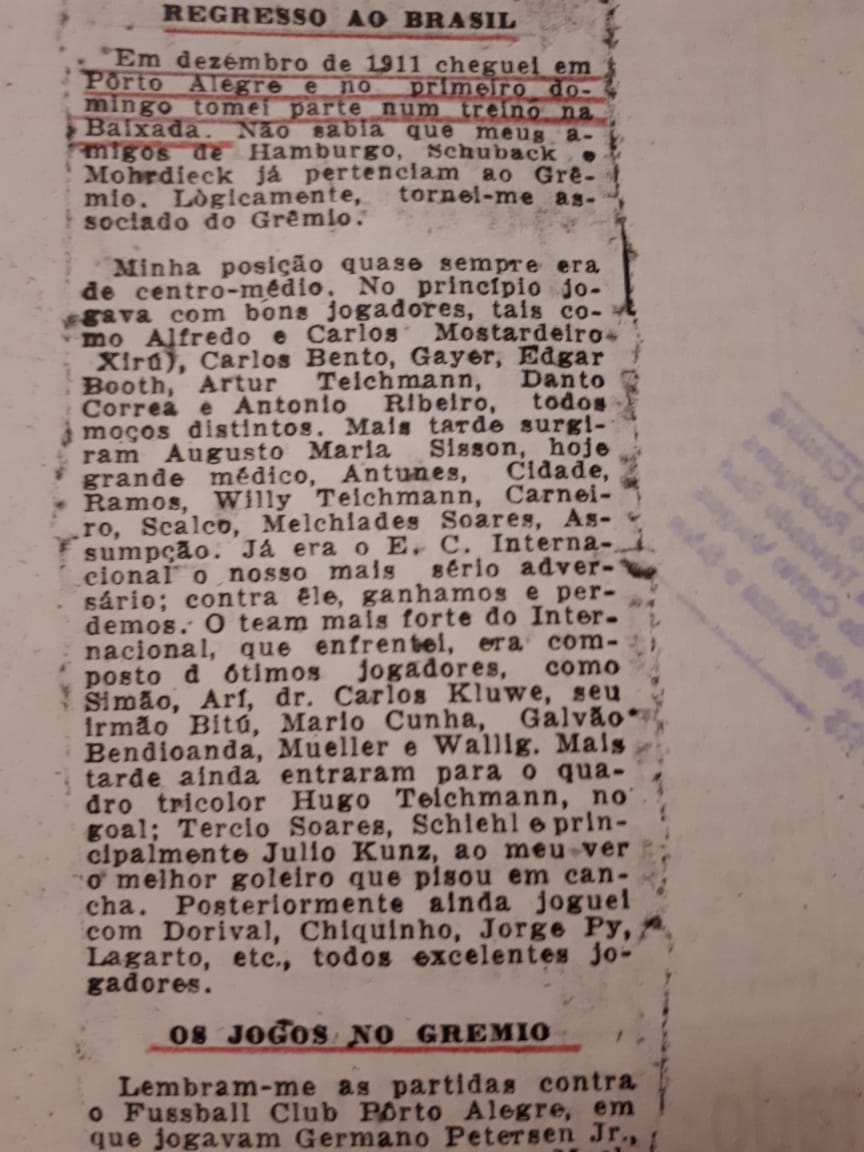 REGRESSO AO BRASIL
Em dezembro de 1911 cheguei em
Pôrto Alegre e no primeiro do-
mingo tomei parte num treino na
Baixada. Não sabia que meus a-
migos de Hamburgo, Schuback e
Mohrdieck já pertenciam ao Grê-
mio. Lògicamente, tornei-me as-
sociado do Grêmio.
Minha posição quase sempre era
de centro-médio. No princípio jo-
gava com bons jogadores, tais co-
mo Alfredo e Carlos Mostardeiro
Xirú), Carlos Bento, Gayer, Edgar
Booth, Artur Teichmann, Danto
Correa e Antonio Ribeiro, todos
moços distintos. Mais tarde surgi-
ram Augusto Maria Sisson, hoje
grande médico, Antunes, Cidade,
Ramos, Willy Teichmann, Carnei-
ro, Scalco, Melchiades Soares, As-
sumpção. Já era o E. C. Interna-
cional o nosso mais sério adver-
sário; contra êle, ganhamos e per-
demos. O team mais forte do Inter-
nacional, que enfrentei, era com-
posto d ótimos jogadores, como
Simão, Arí, dr. Carlos Kluwe, seu
irmão Bitú, Mario Cunha, Galvão
Bendioanda, Mueller e Wallig. Mais
tarde ainda entraram para o qua-
dro tricolor Hugo Teichmann, no
goal; Tercio Soares, Schiehl e prin-
cipalmente Julio Kunz, ao meu ver
o melhor goleiro que pisou em can-
cha. Posteriormente ainda joguei
com Dorival, Chiquinho, Jorge Py,
Lagarto, etc., todos excelentes jo-
gadores.
OS JOGOS NO GREMIO
Lembram-me as partidas contra
o Fussball Club Pôrto Alegre, em
que jogavam Germano Petersen Jr.,